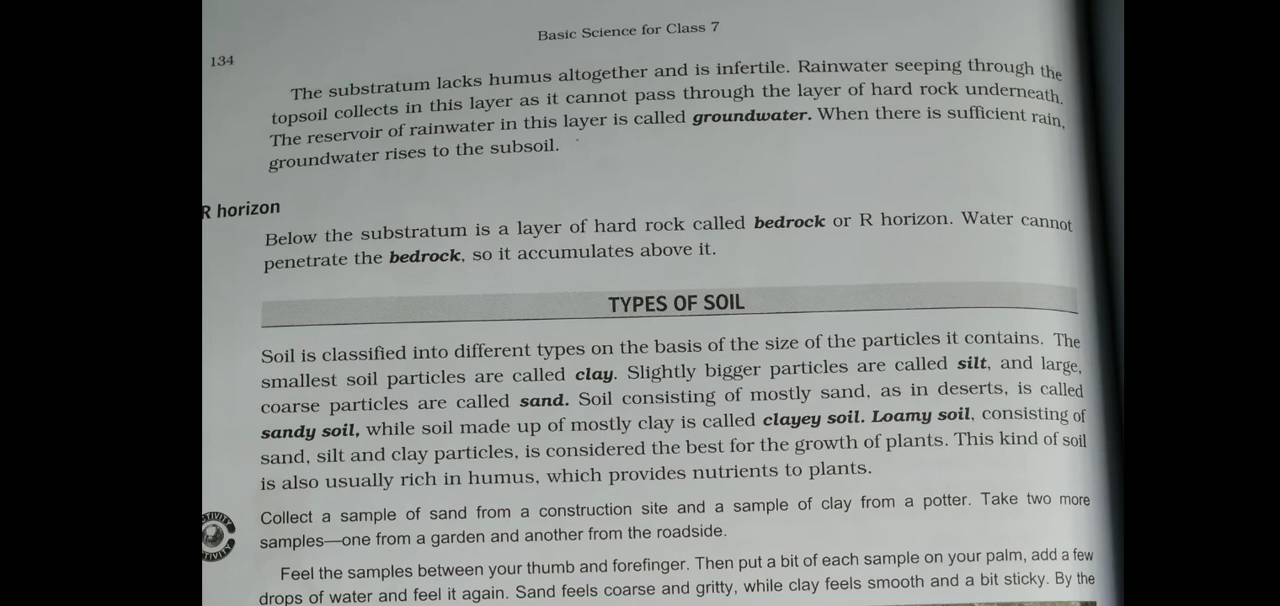 Basic Science for Class 7
134
The substratum lacks humus altogether and is infertile. Rainwater seeping through the
topsoil collects in this layer as it cannot pass through the layer of hard rock underneath.
The reservoir of rainwater in this layer is called groundwater. When there is sufficient rain,
groundwater rises to the subsoil.
R horizon
Below the substratum is a layer of hard rock called bedrock or R horizon. Water cannot
penetrate the bedrock, so it accumulates above it.
TYPES OF SOIL
Soil is classified into different types on the basis of the size of the particles it contains. The
smallest soil particles are called clay. Slightly bigger particles are called silt, and large,
coarse particles are called sand. Soil consisting of mostly sand, as in deserts, is called
sandy soil, while soil made up of mostly clay is called clayey soil. Loamy soil, consisting of
sand, silt and clay particles, is considered the best for the growth of plants. This kind of soil
is also usually rich in humus, which provides nutrients to plants.
Collect a sample of sand from a construction site and a sample of clay from a potter. Take two more
samples—one from a garden and another from the roadside.
Feel the samples between your thumb and forefinger. Then put a bit of each sample on your palm, add a few
drops of water and feel it again. Sand feels coarse and gritty, while clay feels smooth and a bit sticky. By the